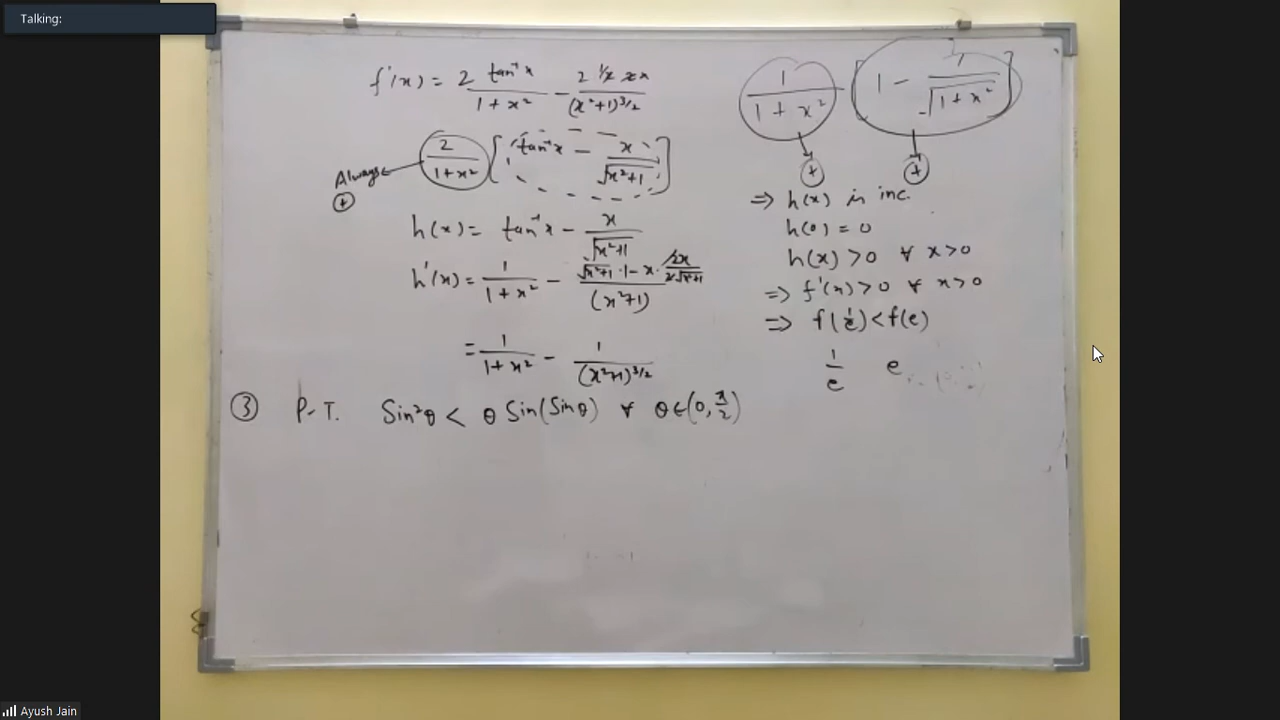 Talking:
f'(x) = 2 tan⁻¹x / 1 + x² − 2 ½ 2x / (x²+1)^3/2
Always ⊕ ← 2 / 1+x² [ tan⁻¹x − x / √x²+1 ]
h(x) = tan⁻¹x − x / √x²+1
h'(x) = 1 / 1 + x² − √x²+1 · 1 − x · 2x / 2√x²+1 / (x²+1)
= 1 / 1 + x² − 1 / (x²+1)^3/2
③ P.T. Sin²θ < θ Sin(Sinθ) ∀ θ∈(0, π/2)
1 / 1 + x² [ 1 − 1 / √1 + x² ]
⊕ ⊕
⇒ h(x) is inc.
h(0) = 0
h(x) > 0 ∀ x > 0
⇒ f'(x) > 0 ∀ x > 0
⇒ f(1/e) < f(e)
1/e e
Ayush Jain